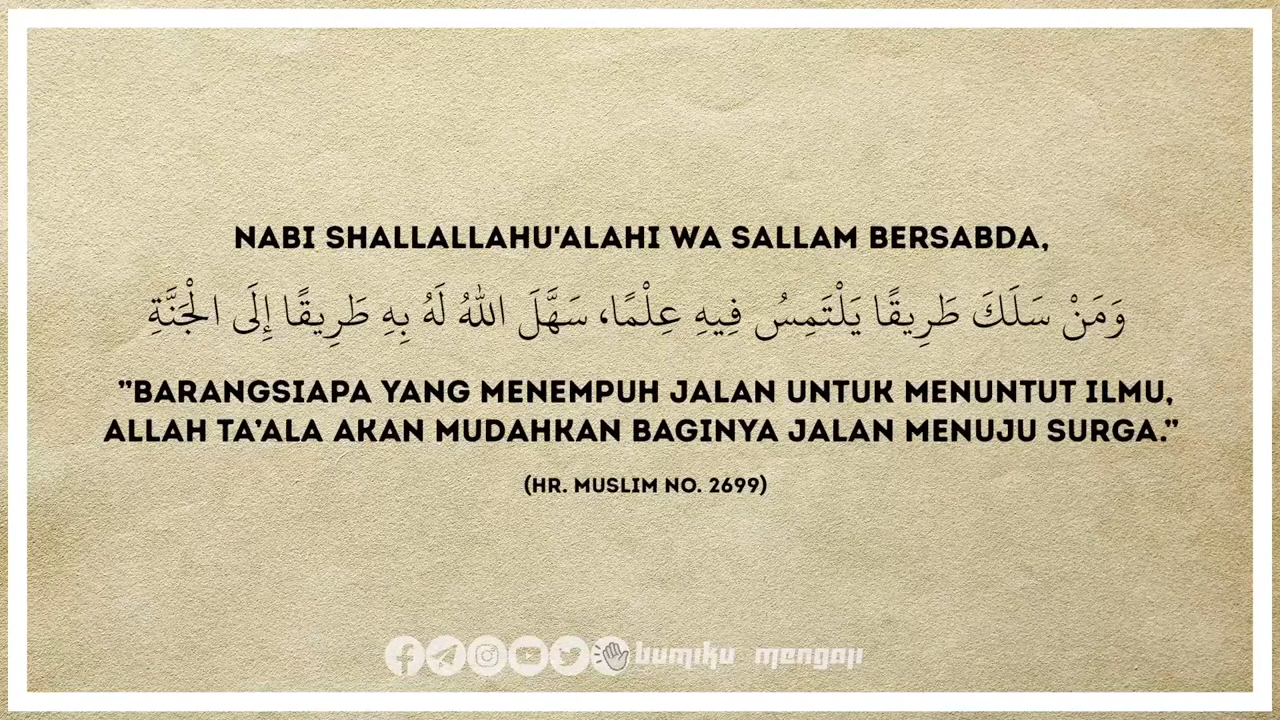 NABI SHALLALLAHU'ALAHI WA SALLAM BERSABDA,
وَمَنْ سَلَكَ طَرِيقًا يَلْتَمِسُ فِيهِ عِلْمًا، سَهَّلَ اللهُ لَهُ بِهِ طَرِيقًا إِلَى الْجَنَّةِ
"BARANGSIAPA YANG MENEMPUH JALAN UNTUK MENUNTUT ILMU,
ALLAH TA’ALA AKAN MUDAHKAN BAGINYA JALAN MENUJU SURGA.”
(HR. MUSLIM NO. 2699)
bumiku mengaji